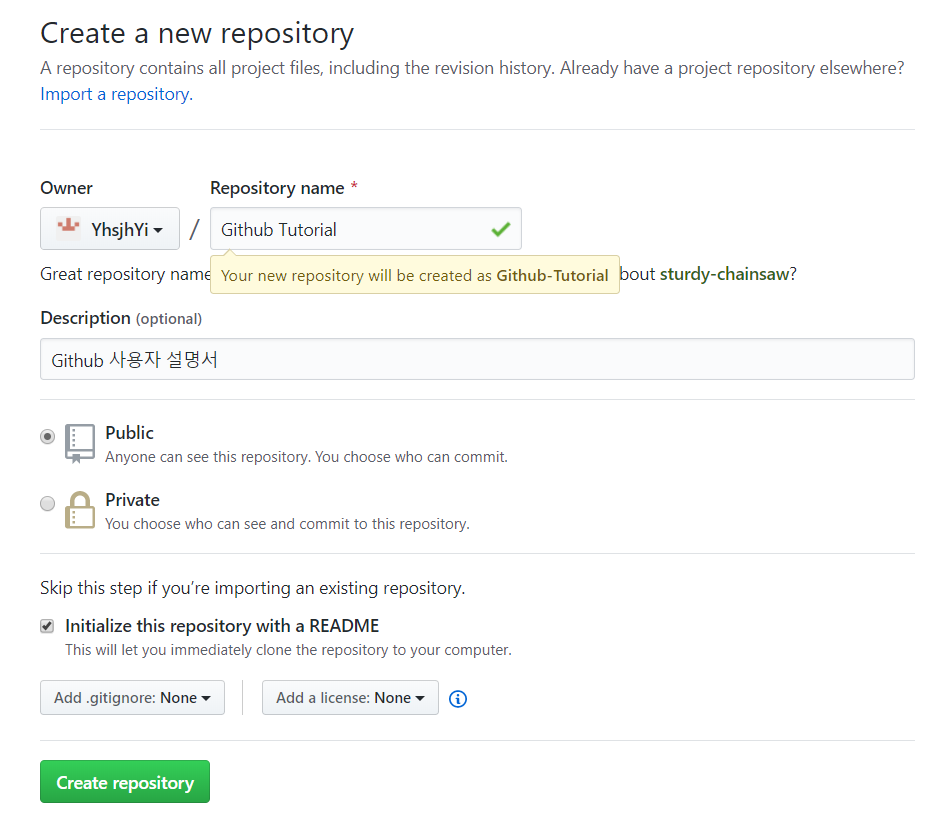 Create a new repository
A repository contains all project files, including the revision history. Already have a project repository elsewhere?
Import a repository.
Owner
Repository name *
YhsjhYi
/
Github Tutorial
Great repository name
Your new repository will be created as Github-Tutorial
bout sturdy-chainsaw?
Description (optional)
Github 사용자 설명서
Public
Anyone can see this repository. You choose who can commit.
Private
You choose who can see and commit to this repository.
Skip this step if you’re importing an existing repository.
Initialize this repository with a README
This will let you immediately clone the repository to your computer.
Add .gitignore: None
Add a license: None
Create repository